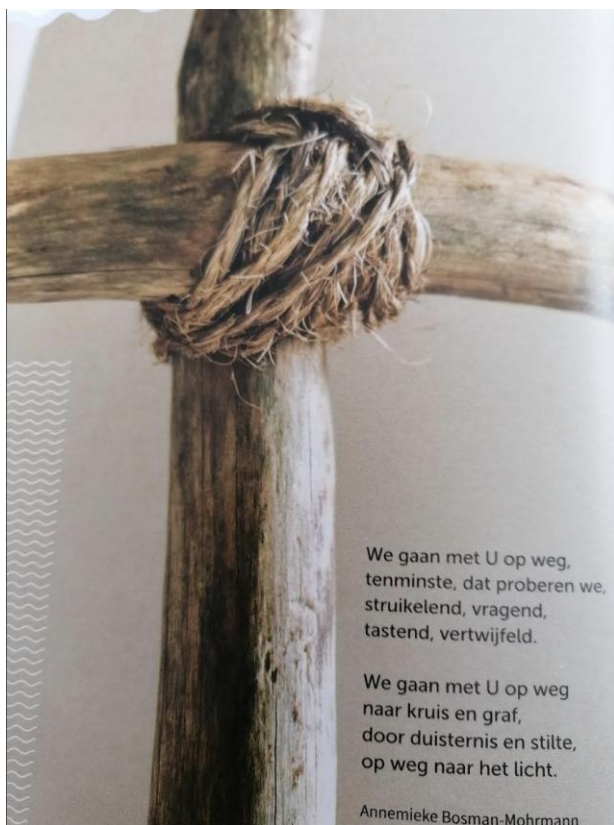 We gaan met U op weg,
tenminste, dat proberen we,
struikelend, vragend,
tastend, vertwijfeld.
We gaan met U op weg
naar kruis en graf,
door duisternis en stilte,
op weg naar het licht.
Annemieke Bosman-Mohrmann